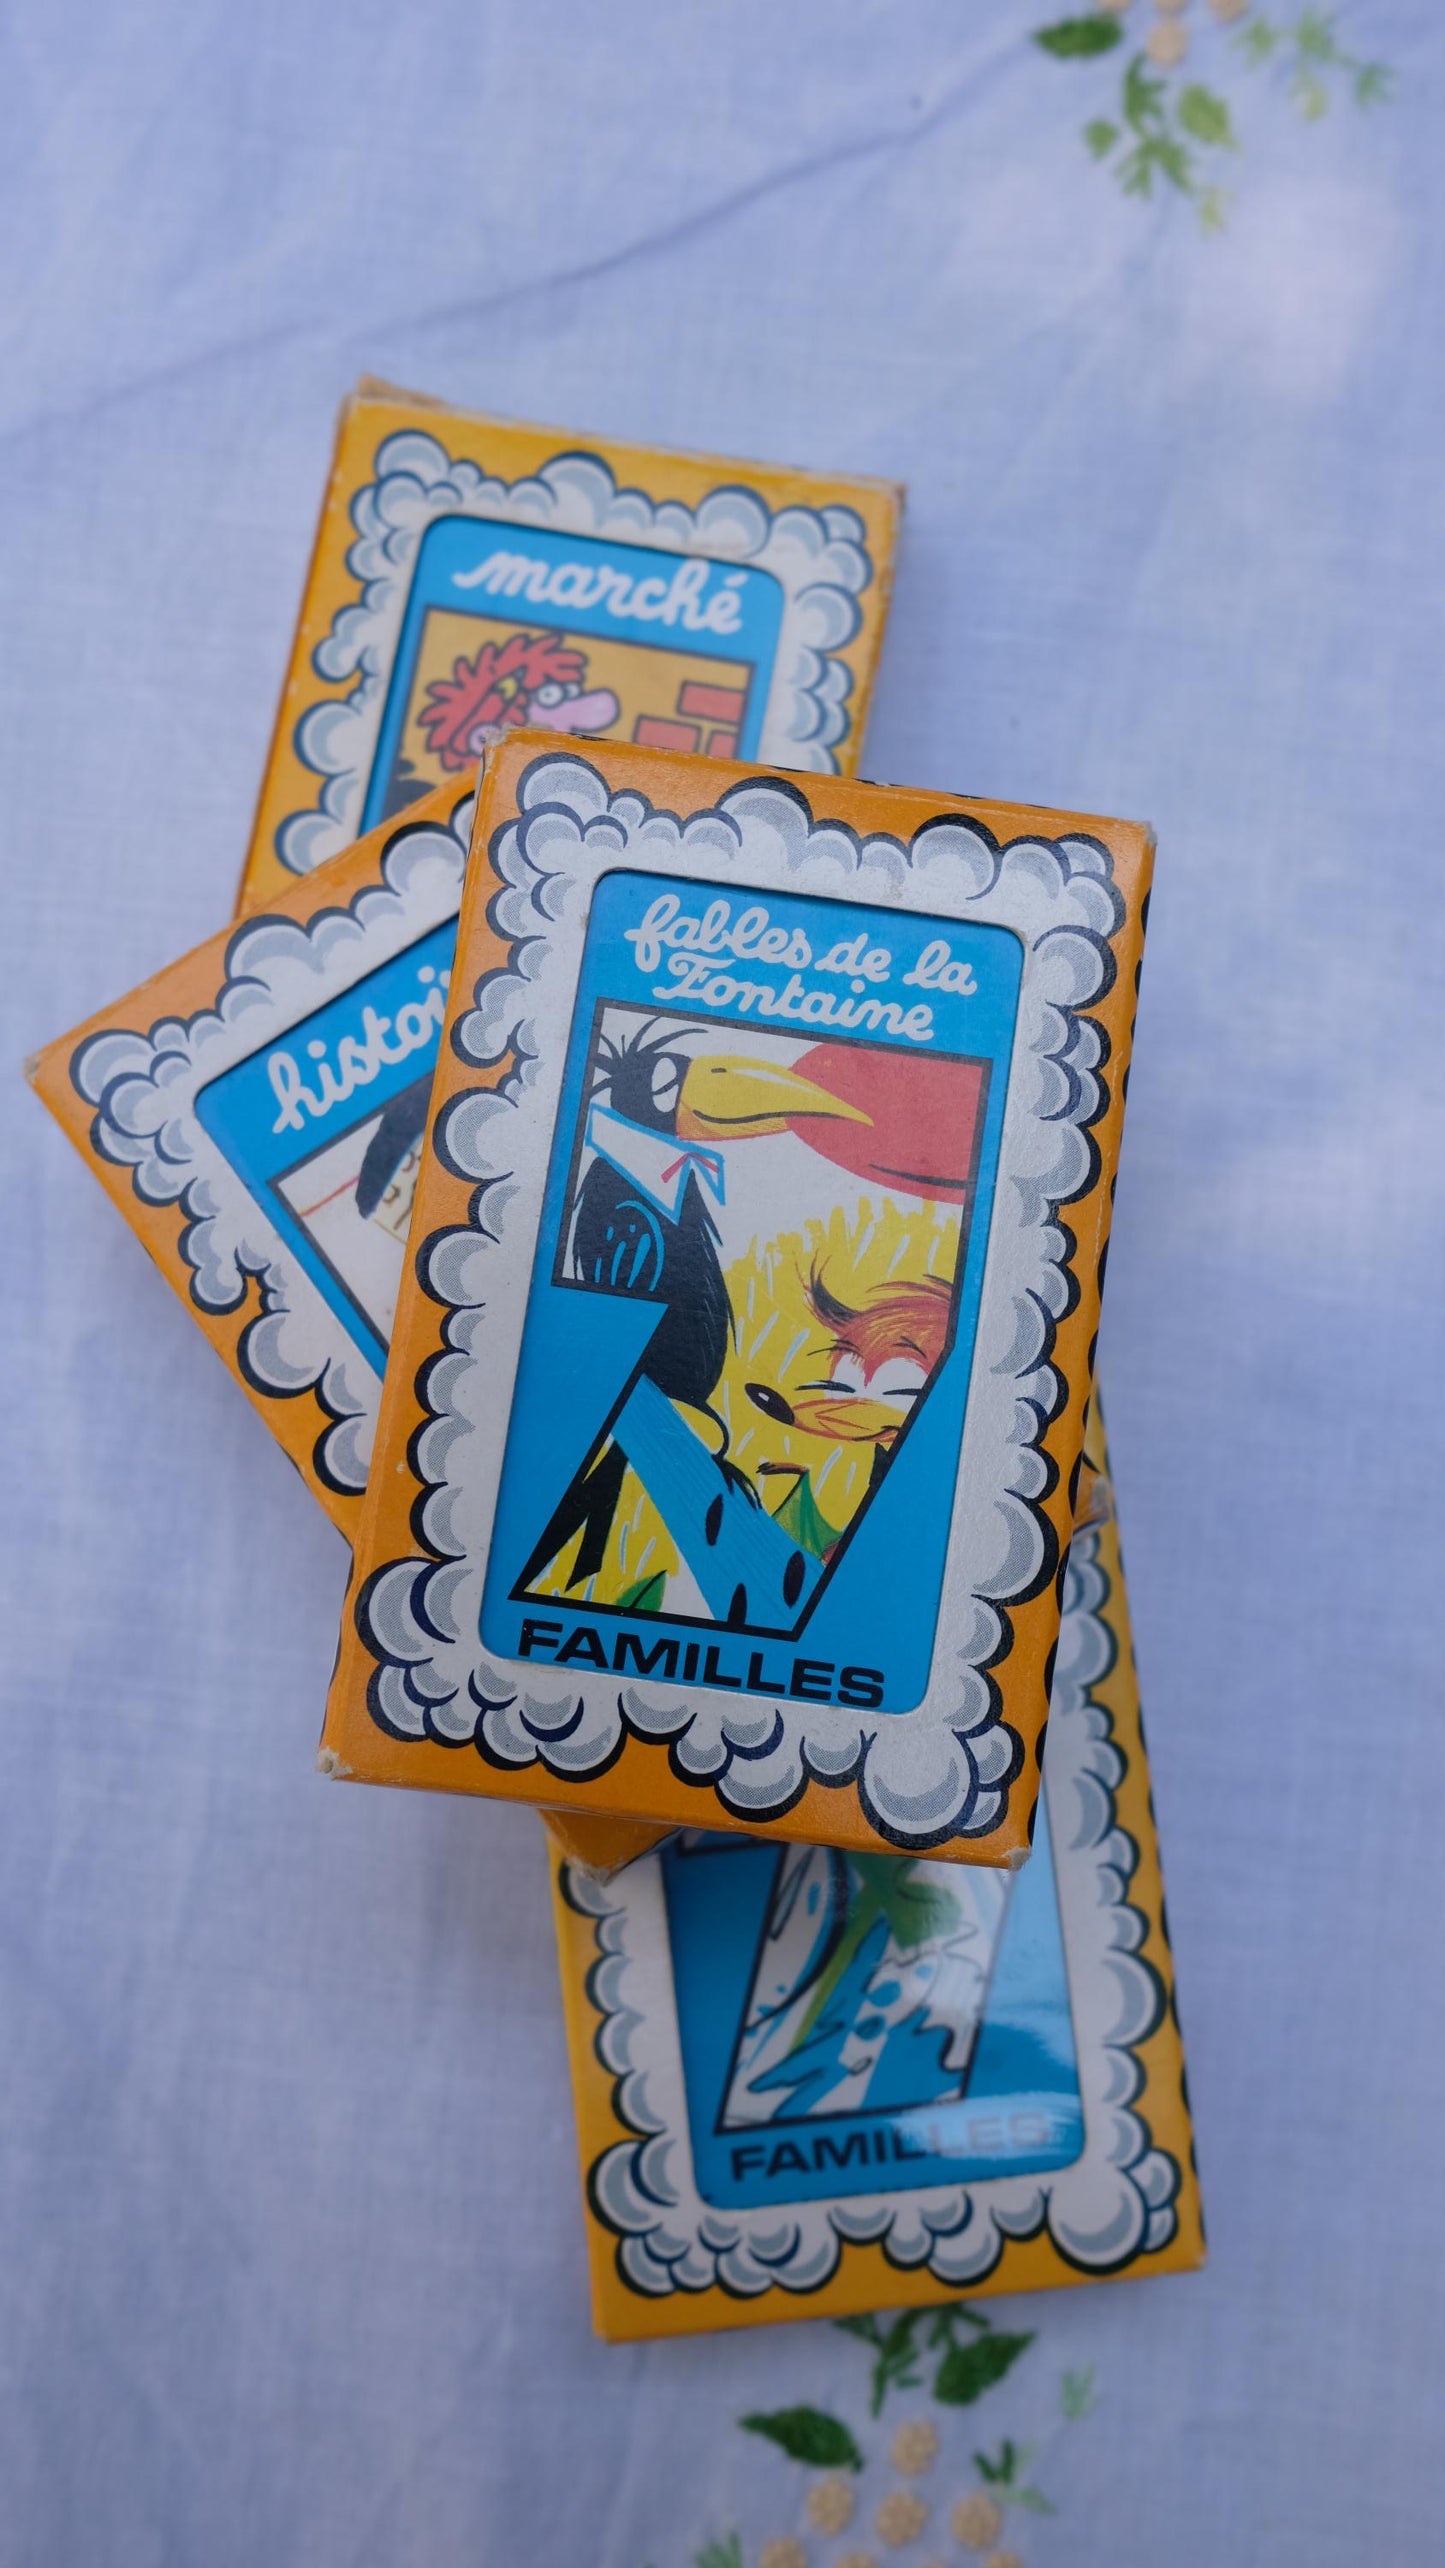 marché
histoi
fables de la
Fontaine
7
FAMILLES
FAMILLES